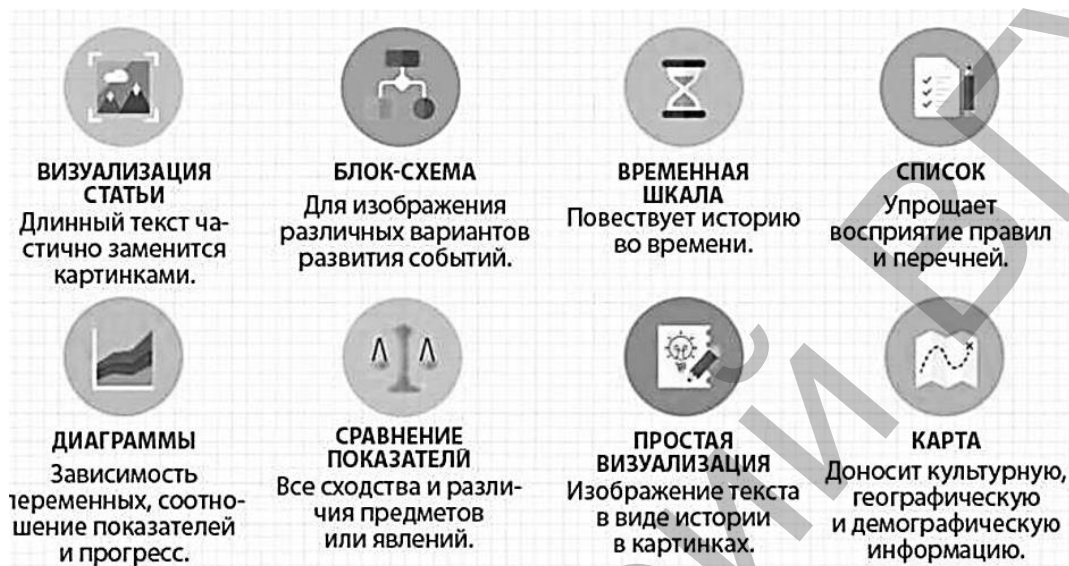 ВИЗУАЛИЗАЦИЯ
СТАТЬИ
Длинный текст ча-
стично заменится
картинками.
БЛОК-СХЕМА
Для изображения
различных вариантов
развития событий.
ВРЕМЕННАЯ
ШКАЛА
Повествует историю
во времени.
СПИСОК
Упрощает
восприятие правил
и перечней.
ДИАГРАММЫ
Зависимость
переменных, соотно-
шение показателей
и прогресс.
СРАВНЕНИЕ
ПОКАЗАТЕЛЙ
Все сходства и разли-
чия предметов
или явлений.
ПРОСТАЯ
ВИЗУАЛИЗАЦИЯ
Изображение текста
в виде истории
в картинках.
КАРТА
Доносит культурную,
географическую
и демографическую
информацию.